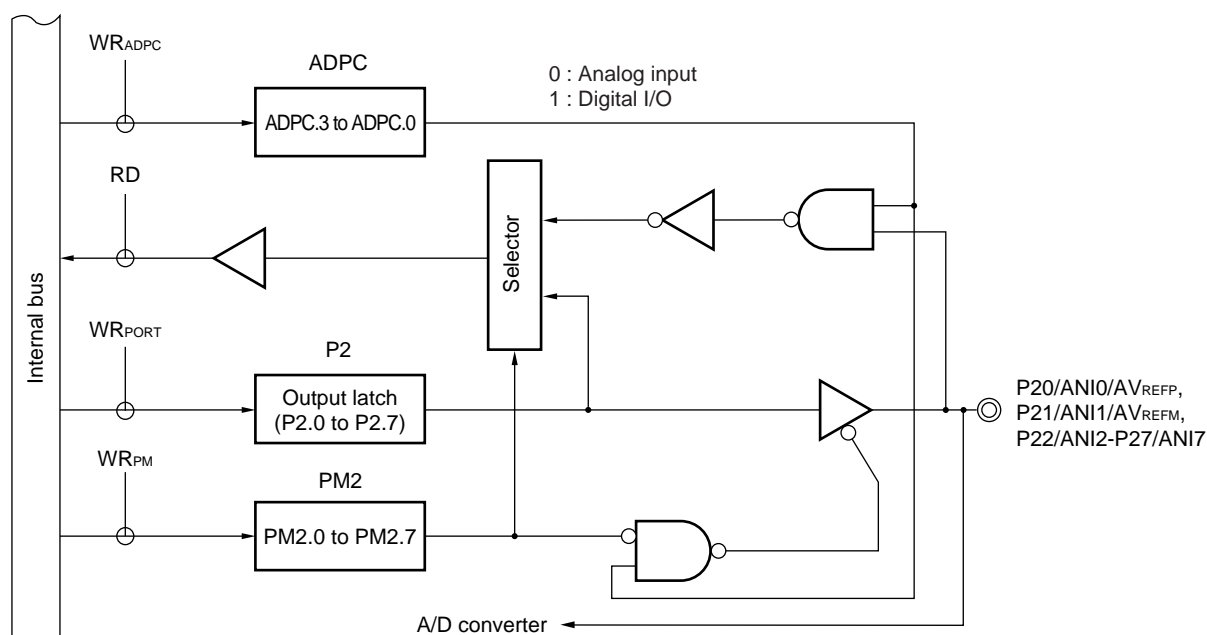 WRADPC
ADPC
0 : Analog input
1 : Digital I/O
ADPC.3 to ADPC.0
RD
Selector
Internal bus
WRPORT
P2
Output latch
(P2.0 to P2.7)
P20/ANI0/AVREFP,
P21/ANI1/AVREFM,
P22/ANI2-P27/ANI7
WRPM
PM2
PM2.0 to PM2.7
A/D converter